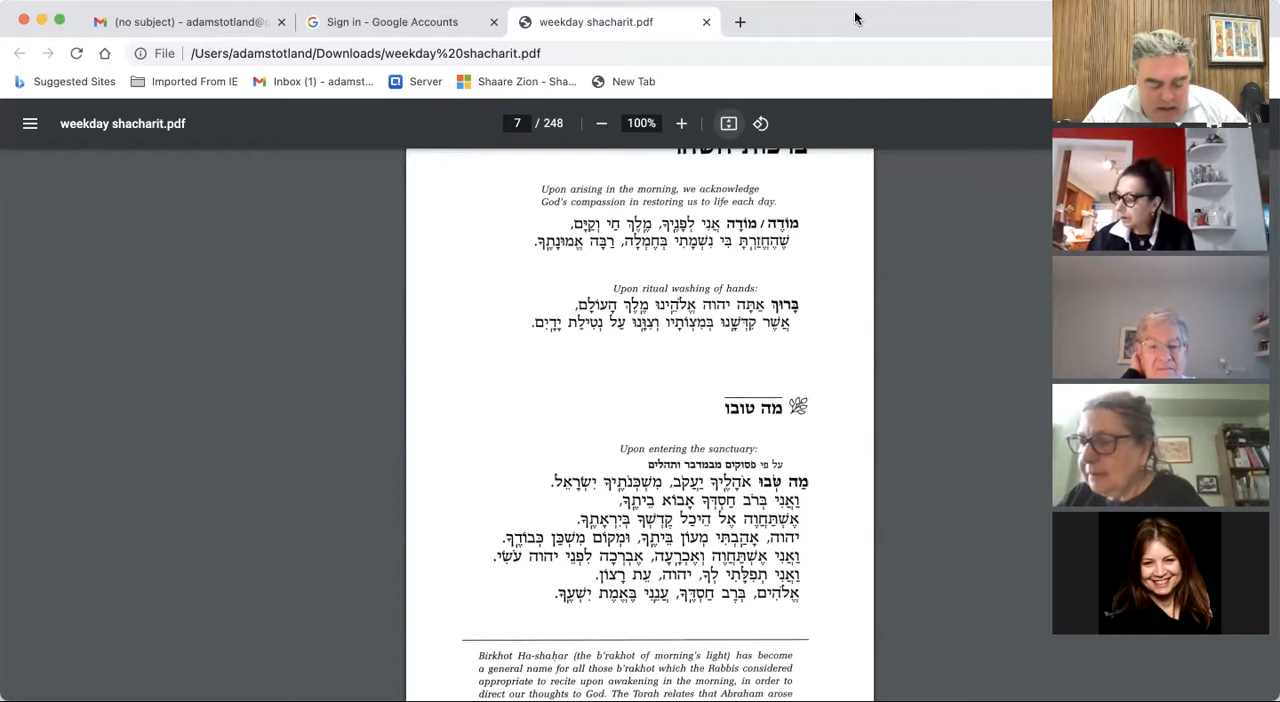 (no subject) - adamstotland@
Sign in - Google Accounts
weekday shacharit.pdf
File
/Users/adamstotland/Downloads/weekday%20shacharit.pdf
Suggested Sites
Imported From IE
Inbox (1) - adamst...
Server
Shaare Zion - Sha...
New Tab
weekday shacharit.pdf
7 / 248
100%
Upon arising in the morning, we acknowledge
God's compassion in restoring us to life each day.
מוֹדֶה / מוֹדָה אֲנִי לְפָנֶֽיךָ, מֶֽלֶךְ חַי וְקַיָּם,
שֶׁהֶחֱזַֽרְתָּ בִּי נִשְׁמָתִי בְּחֶמְלָה, רַבָּה אֱמוּנָתֶֽךָ.
Upon ritual washing of hands:
בָּרוּךְ אַתָּה יהוה אֱלֹהֵֽינוּ מֶֽלֶךְ הָעוֹלָם,
אֲשֶׁר קִדְּשָֽׁנוּ בְּמִצְוֹתָיו וְצִוָּֽנוּ עַל נְטִילַת יָדָֽיִם.
מה טובו
Upon entering the sanctuary:
על פי פסוקים מבמדבר ותהלים
מַה טֹּֽבוּ אֹהָלֶֽיךָ יַעֲקֹב, מִשְׁכְּנֹתֶֽיךָ יִשְׂרָאֵל.
וַאֲנִי בְּרֹב חַסְדְּךָ אָבוֹא בֵיתֶֽךָ,
אֶשְׁתַּחֲוֶה אֶל הֵיכַל קָדְשְׁךָ בְּיִרְאָתֶֽךָ.
יהוה, אָהַֽבְתִּי מְעוֹן בֵּיתֶֽךָ, וּמְקוֹם מִשְׁכַּן כְּבוֹדֶֽךָ.
וַאֲנִי אֶשְׁתַּחֲוֶה וְאֶכְרָֽעָה, אֶבְרְכָה לִפְנֵי יהוה עֹשִׂי.
וַאֲנִי תְפִלָּתִי לְךָ, יהוה, עֵת רָצוֹן.
אֱלֹהִים, בְּרָב חַסְדֶּֽךָ, עֲנֵֽנִי בֶּאֱמֶת יִשְׁעֶֽךָ.
Birkhot Ha-shaḥar (the b'rakhot of morning's light) has become
a general name for all those b'rakhot which the Rabbis considered
appropriate to recite upon awakening in the morning, in order to
direct our thoughts to God. The Torah relates that Abraham arose